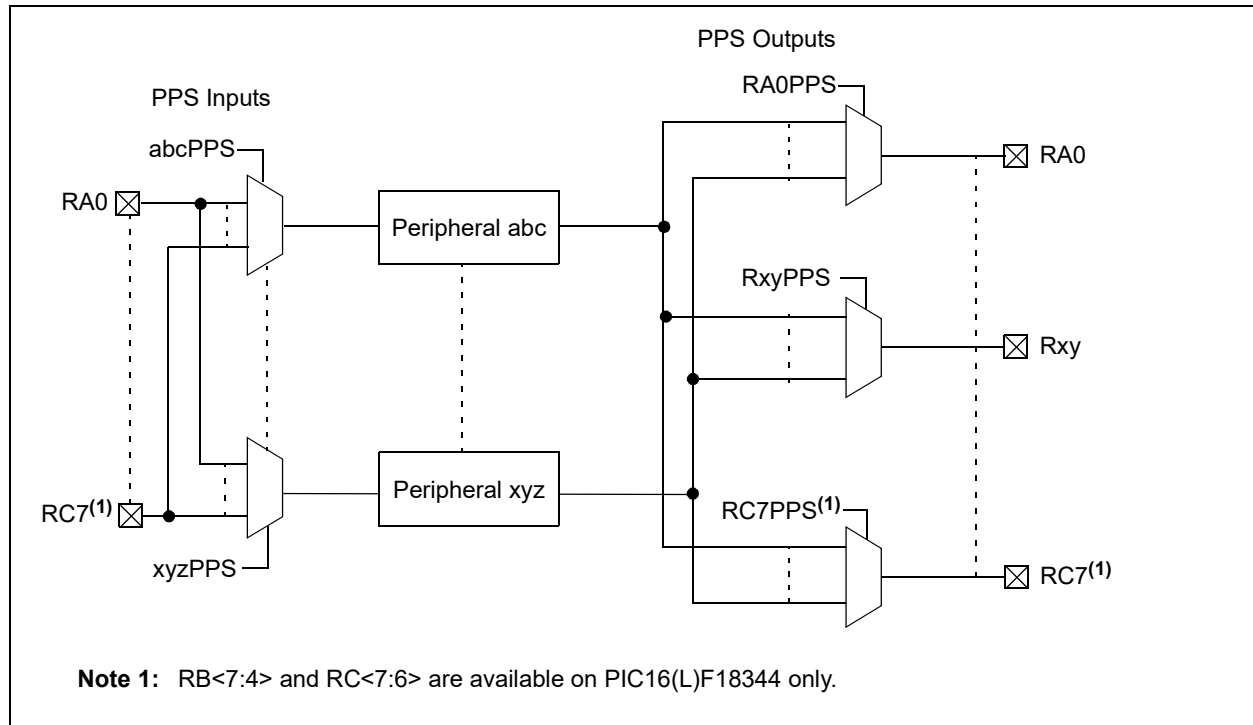 PPS Outputs
RA0PPS
PPS Inputs
abcPPS
RA0
RA0
Peripheral abc
RxyPPS
Rxy
Peripheral xyz
RC7(1)
RC7PPS(1)
xyzPPS
RC7(1)
Note 1: RB<7:4> and RC<7:6> are available on PIC16(L)F18344 only.